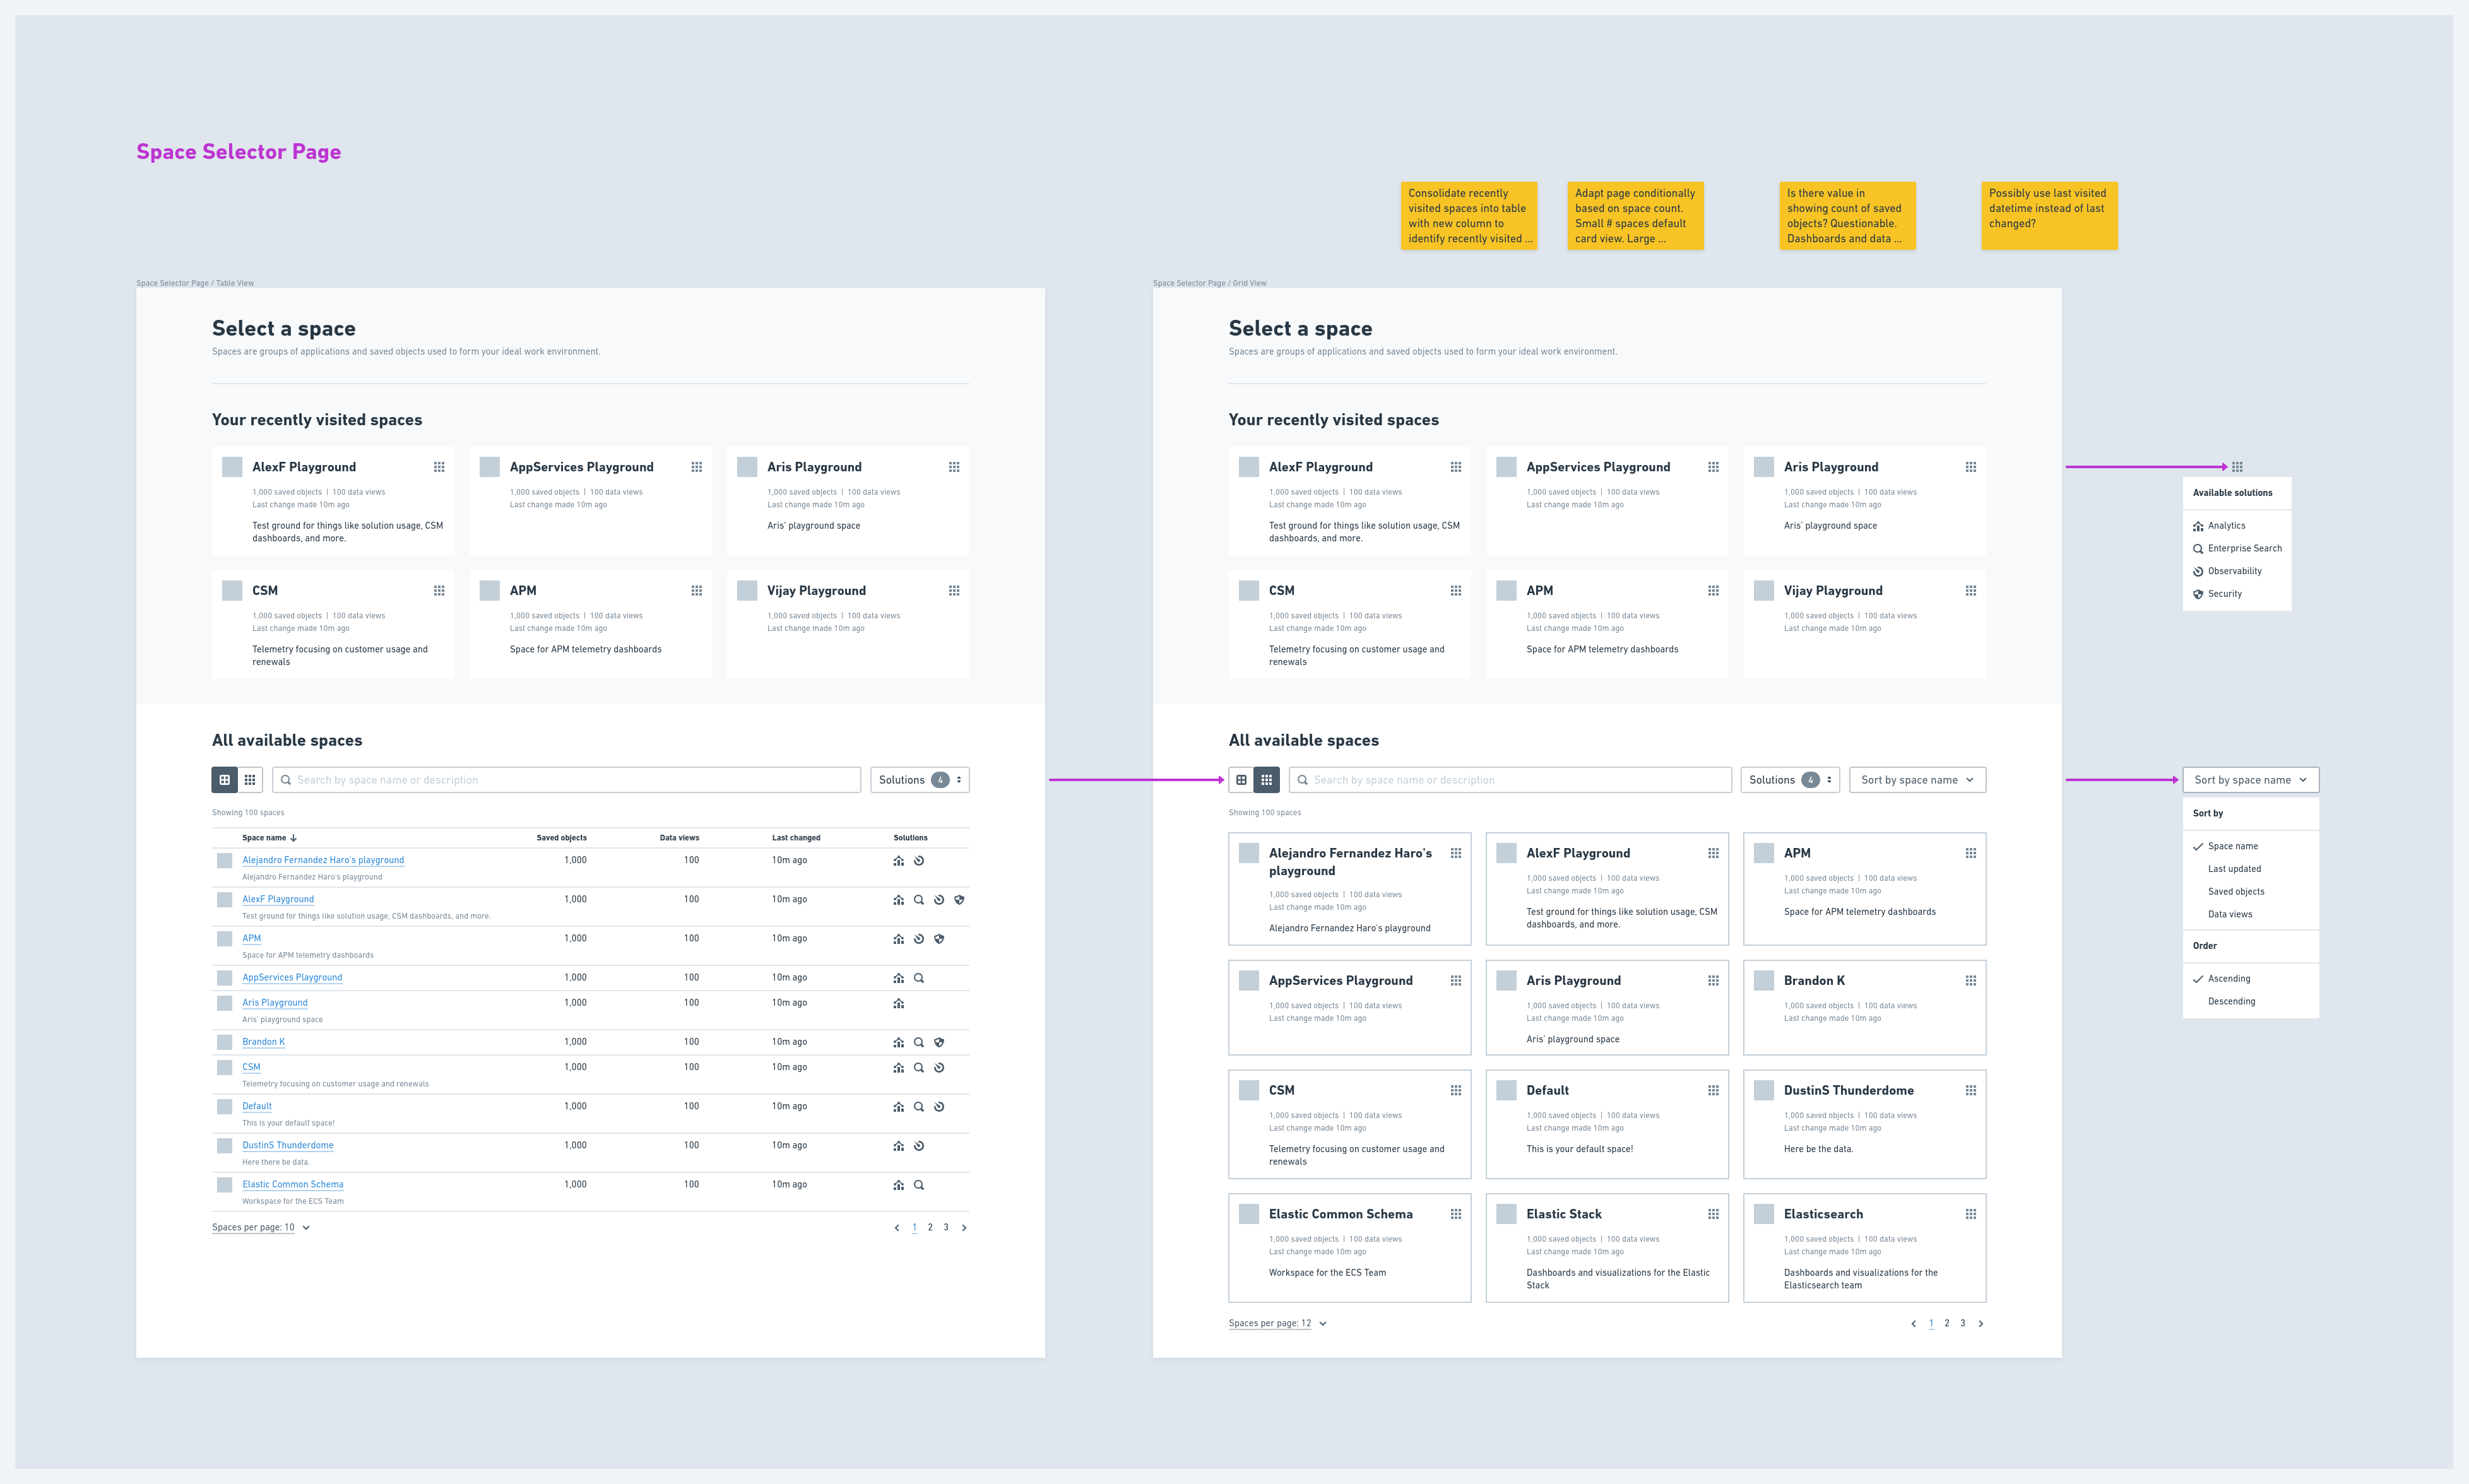 Space Selector Page
Consolidate recently
visited spaces into table
with new column to
identify recently visited ...
Adapt page conditionally
based on space count.
Small # spaces default
card view. Large ...
Is there value in
showing count of saved
objects? Questionable.
Dashboards and data ...
Possibly use last visited
datetime instead of last
changed?
Space Selector Page / Table View
Select a space
Spaces are groups of applications and saved objects used to form your ideal work environment.
Your recently visited spaces
AlexF Playground
1,000 saved objects | 100 data views
Last change made 10m ago
Test ground for things like solution usage, CSM
dashboards, and more.
AppServices Playground
1,000 saved objects | 100 data views
Last change made 10m ago
Aris Playground
1,000 saved objects | 100 data views
Last change made 10m ago
Aris' playground space
CSM
1,000 saved objects | 100 data views
Last change made 10m ago
Telemetry focusing on customer usage and
renewals
APM
1,000 saved objects | 100 data views
Last change made 10m ago
Space for APM telemetry dashboards
Vijay Playground
1,000 saved objects | 100 data views
Last change made 10m ago
All available spaces
Search by space name or description
Solutions 4
Showing 100 spaces
Space name Saved objects Data views Last changed Solutions
Alejandro Fernandez Haro's playground 1,000 100 10m ago
Alejandro Fernandez Haro's playground
AlexF Playground 1,000 100 10m ago
Test ground for things like solution usage, CSM dashboards, and more.
APM 1,000 100 10m ago
Space for APM telemetry dashboards
AppServices Playground 1,000 100 10m ago
Aris Playground 1,000 100 10m ago
Aris' playground space
Brandon K 1,000 100 10m ago
CSM 1,000 100 10m ago
Telemetry focusing on customer usage and renewals
Default 1,000 100 10m ago
This is your default space!
DustinS Thunderdome 1,000 100 10m ago
Here there be data.
Elastic Common Schema 1,000 100 10m ago
Workspace for the ECS Team
Spaces per page: 10 1 2 3
Space Selector Page / Grid View
Select a space
Spaces are groups of applications and saved objects used to form your ideal work environment.
Your recently visited spaces
AlexF Playground
1,000 saved objects | 100 data views
Last change made 10m ago
Test ground for things like solution usage, CSM
dashboards, and more.
AppServices Playground
1,000 saved objects | 100 data views
Last change made 10m ago
Aris Playground
1,000 saved objects | 100 data views
Last change made 10m ago
Aris' playground space
CSM
1,000 saved objects | 100 data views
Last change made 10m ago
Telemetry focusing on customer usage and
renewals
APM
1,000 saved objects | 100 data views
Last change made 10m ago
Space for APM telemetry dashboards
Vijay Playground
1,000 saved objects | 100 data views
Last change made 10m ago
All available spaces
Search by space name or description
Solutions 4
Sort by space name
Showing 100 spaces
Alejandro Fernandez Haro's
playground
1,000 saved objects | 100 data views
Last change made 10m ago
Alejandro Fernandez Haro's playground
AlexF Playground
1,000 saved objects | 100 data views
Last change made 10m ago
Test ground for things like solution usage, CSM
dashboards, and more.
APM
1,000 saved objects | 100 data views
Last change made 10m ago
Space for APM telemetry dashboards
AppServices Playground
1,000 saved objects | 100 data views
Last change made 10m ago
Aris Playground
1,000 saved objects | 100 data views
Last change made 10m ago
Aris' playground space
Brandon K
1,000 saved objects | 100 data views
Last change made 10m ago
CSM
1,000 saved objects | 100 data views
Last change made 10m ago
Telemetry focusing on customer usage and
renewals
Default
1,000 saved objects | 100 data views
Last change made 10m ago
This is your default space!
DustinS Thunderdome
1,000 saved objects | 100 data views
Last change made 10m ago
Here be the data.
Elastic Common Schema
1,000 saved objects | 100 data views
Last change made 10m ago
Workspace for the ECS Team
Elastic Stack
1,000 saved objects | 100 data views
Last change made 10m ago
Dashboards and visualizations for the Elastic
Stack
Elasticsearch
1,000 saved objects | 100 data views
Last change made 10m ago
Dashboards and visualizations for the
Elasticsearch team
Spaces per page: 12 1 2 3
Available solutions
Analytics
Enterprise Search
Observability
Security
Sort by space name
Sort by
Space name
Last updated
Saved objects
Data views
Order
Ascending
Descending